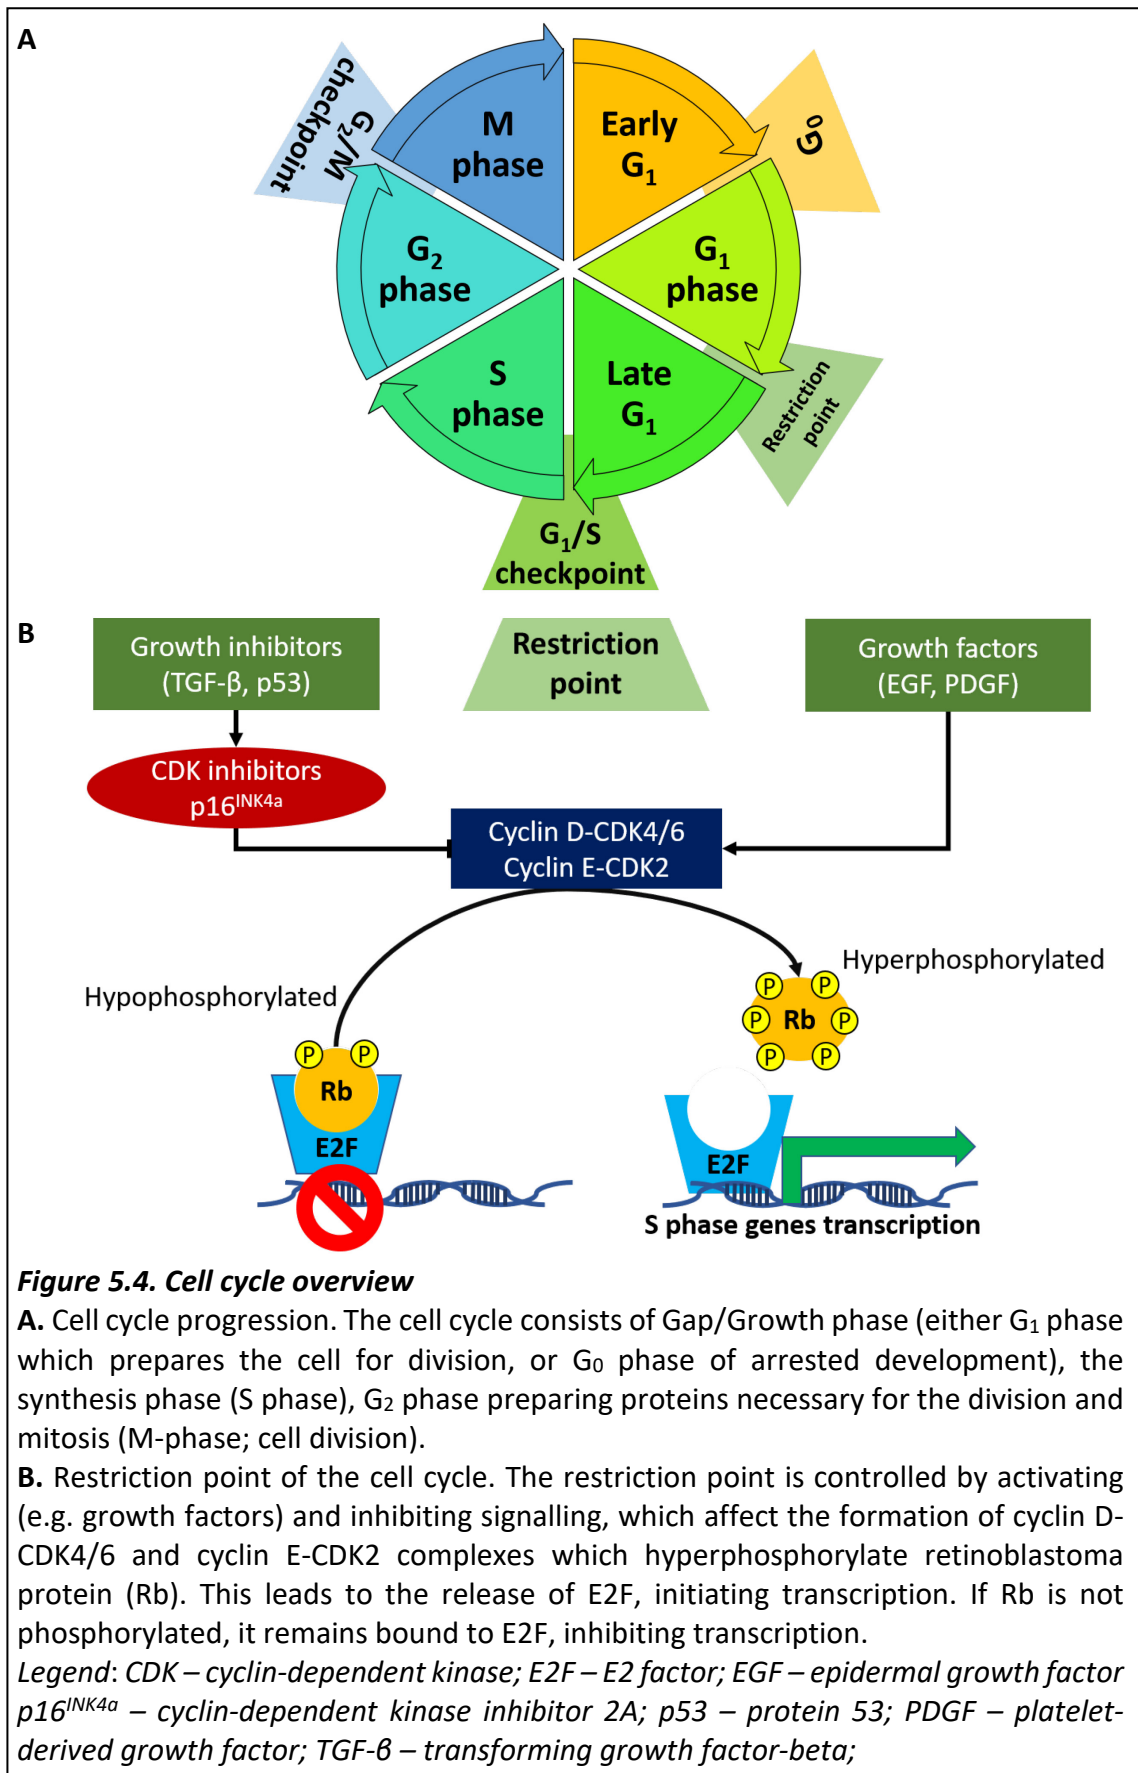 A
M
phase
Early
G₁
G₀
G₂/M
checkpoint
G₂
phase
G₁
phase
S
phase
Late
G₁
Restriction
point
G₁/S
checkpoint
B
Growth inhibitors
(TGF-β, p53)
Restriction
point
Growth factors
(EGF, PDGF)
CDK inhibitors
p16ᴵᴺᴷ⁴ᵃ
Cyclin D-CDK4/6
Cyclin E-CDK2
Hypophosphorylated
Hyperphosphorylated
P P
Rb
E2F
P P
P Rb P
P P
E2F
S phase genes transcription
Figure 5.4. Cell cycle overview
A. Cell cycle progression. The cell cycle consists of Gap/Growth phase (either G₁ phase
which prepares the cell for division, or G₀ phase of arrested development), the
synthesis phase (S phase), G₂ phase preparing proteins necessary for the division and
mitosis (M-phase; cell division).
B. Restriction point of the cell cycle. The restriction point is controlled by activating
(e.g. growth factors) and inhibiting signalling, which affect the formation of cyclin D-
CDK4/6 and cyclin E-CDK2 complexes which hyperphosphorylate retinoblastoma
protein (Rb). This leads to the release of E2F, initiating transcription. If Rb is not
phosphorylated, it remains bound to E2F, inhibiting transcription.
Legend: CDK – cyclin-dependent kinase; E2F – E2 factor; EGF – epidermal growth factor
p16ᴵᴺᴷ⁴ᵃ – cyclin-dependent kinase inhibitor 2A; p53 – protein 53; PDGF – platelet-
derived growth factor; TGF-β – transforming growth factor-beta;